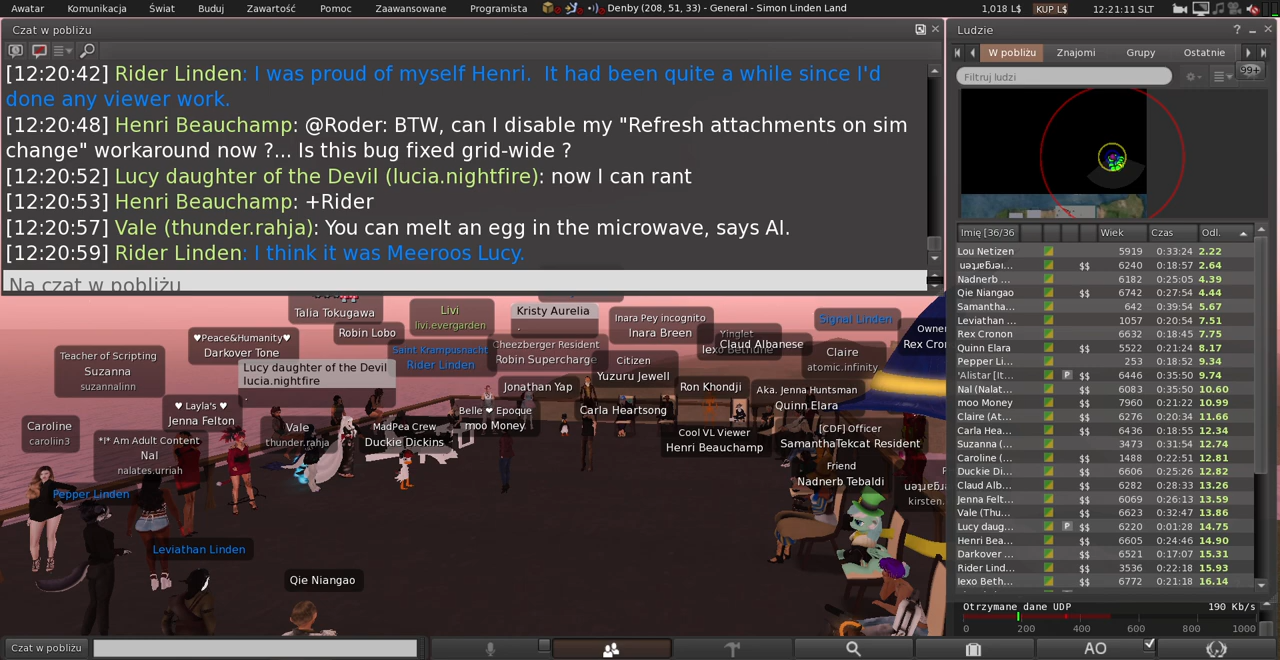 Awatar Komunikacja Świat Buduj Zawartość Pomoc Zaawansowane Programista Denby (208, 51, 33) - General - Simon Linden Land 1,018 L$ KUP L$ 12:21:11 SLT
Czat w pobliżu
[12:20:42] Rider Linden: I was proud of myself Henri. It had been quite a while since I'd
done any viewer work.
[12:20:48] Henri Beauchamp: @Roder: BTW, can I disable my "Refresh attachments on sim
change" workaround now ?... Is this bug fixed grid-wide ?
[12:20:52] Lucy daughter of the Devil (lucia.nightfire): now I can rant
[12:20:53] Henri Beauchamp: +Rider
[12:20:57] Vale (thunder.rahja): You can melt an egg in the microwave, says AI.
[12:20:59] Rider Linden: I think it was Meeroos Lucy.
Na czat w pobliżu
Talia Tokugawa
Livi
livi.evergarden
Kristy Aurelia
.
Inara Pey incognito
Inara Breen
Signal Linden
Owner
Rex Cron
Robin Lobo
♥Peace&Humanity♥
Darkover Tone
Saint Krampusnacht
Rider Linden
Cheezberger Resident
Robin Supercharge
Yinglet
Iexo Bethune
Claud Albanese
Claire
atomic.infinity
Teacher of Scripting
Suzanna
suzannalinn
Lucy daughter of the Devil
lucia.nightfire
.
Citizen
Yuzuru Jewell
Jonathan Yap
Ron Khondji
Aka. Jenna Huntsman
Quinn Elara
♥ Layla's ♥
Jenna Felton
Belle ❤ Epoque
moo Money
Carla Heartsong
Caroline
caroliin3
Vale
thunder.rahja
MadPea Crew
Duckie Dickins
Cool VL Viewer
Henri Beauchamp
[CDF] Officer
SamanthaTekcat Resident
*I* Am Adult Content
Nal
nalates.urriah
Friend
Nadnerb Tebaldi
kirsten.
Pepper Linden
Leviathan Linden
Qie Niangao
Ludzie
W pobliżu Znajomi Grupy Ostatnie
99+
Filtruj ludzi
Imię [36/36 Wiek Czas Odl.
Lou Netizen 5919 0:33:24 2.22
$$ 6240 0:18:57 2.64
Nadnerb ... 6182 0:25:05 4.39
Qie Niangao $$ 6742 0:27:54 4.44
Samantha... 642 0:39:54 5.67
Leviathan ... 1057 0:20:54 7.51
Rex Cronon 6632 0:18:45 7.75
Quinn Elara $$ 5522 0:21:24 8.17
Pepper Li... 253 0:18:52 9.34
'Alistar [It... P $$ 6446 0:35:50 9.74
Nal (Nalat... 6083 0:35:50 10.60
moo Money 7960 0:21:22 10.99
Claire (At... 6276 0:20:34 11.66
Carla Hea... $$ 6436 0:18:55 12.34
Suzanna (... 3473 0:31:54 12.74
Caroline (... $$ 1488 0:22:51 12.81
Duckie Di... $$ 6606 0:25:26 12.82
Claud Alb... $$ 6282 0:28:33 13.26
Jenna Felt... $$ 6069 0:26:13 13.59
Vale (Thu... $$ 6623 0:32:47 13.86
Lucy daug... P $$ 6220 0:01:28 14.75
Henri Bea... $$ 6605 0:24:46 14.90
Darkover ... $$ 6521 0:17:07 15.31
Rider Lind... $$ 3536 0:22:18 15.93
Iexo Beth... $$ 6772 0:21:18 16.14
Otrzymane dane UDP 190 Kb/s
0 200 400 600 800 1000
Czat w pobliżu
AO